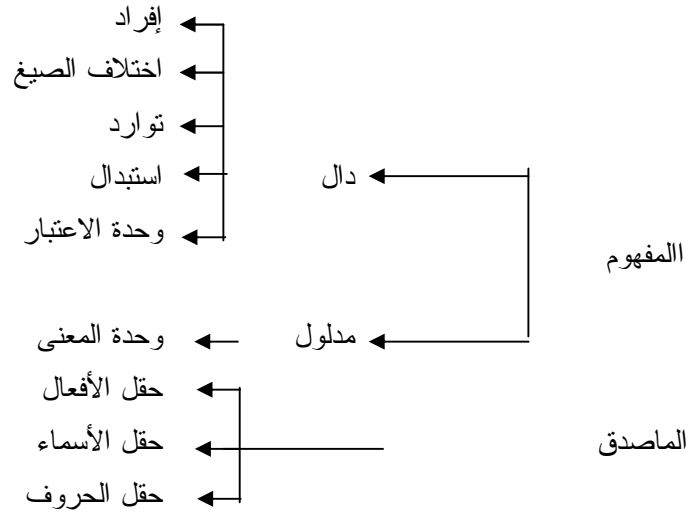 إفراد
اختلاف الصيغ
توارد
دال استبدال
وحدة الاعتبار
االمفهوم
مدلول وحدة المعنى
حقل الأفعال
الماصدق حقل الأسماء
حقل الحروف